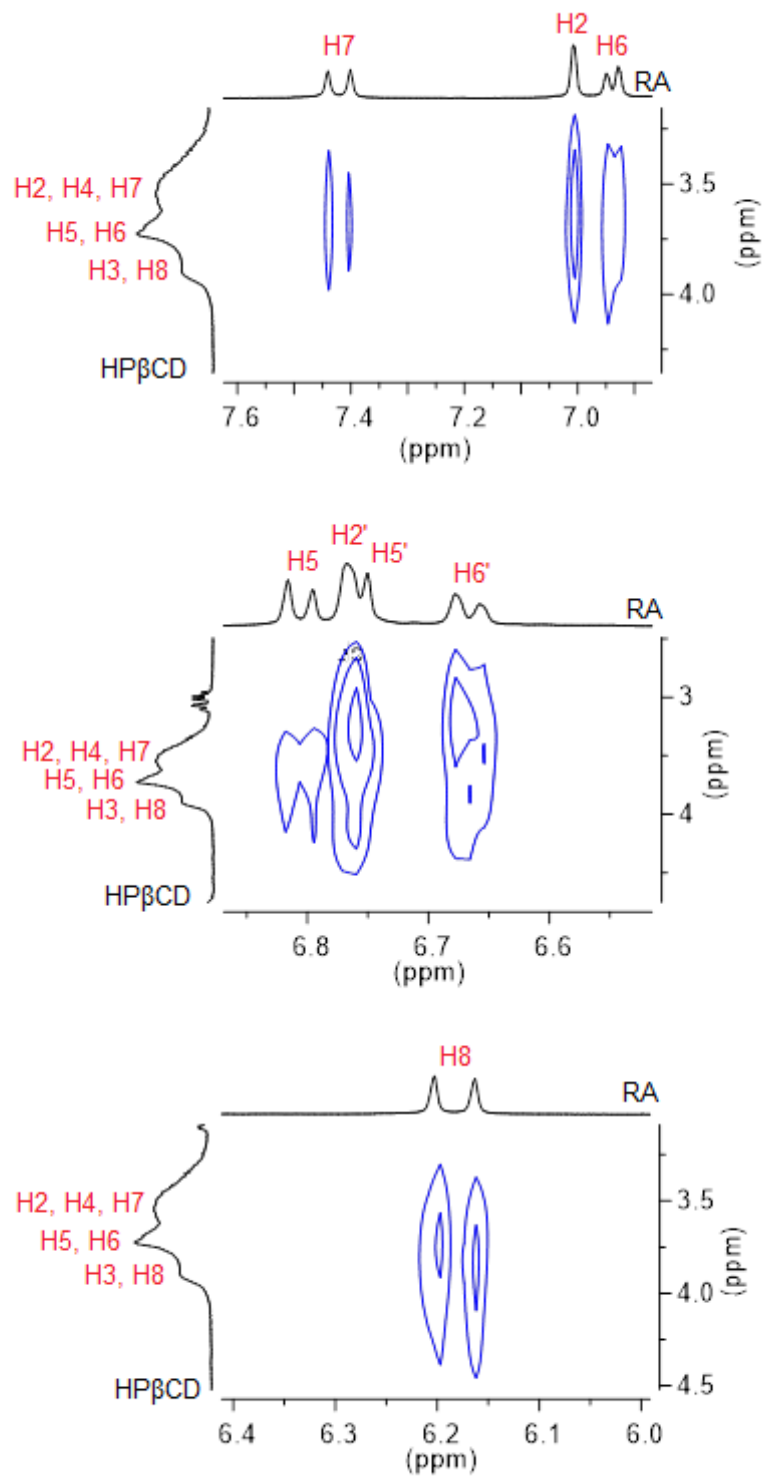 H7 H2 H6
RA
H2, H4, H7
H5, H6
H3, H8
HPβCD
3.5
4.0
(ppm)
7.6 7.4 7.2 7.0
(ppm)
H5 H2' H5' H6'
RA
H2, H4, H7
H5, H6
H3, H8
HPβCD
3
4
(ppm)
6.8 6.7 6.6
(ppm)
H8
RA
H2, H4, H7
H5, H6
H3, H8
HPβCD
3.5
4.0
4.5
(ppm)
6.4 6.3 6.2 6.1 6.0
(ppm)